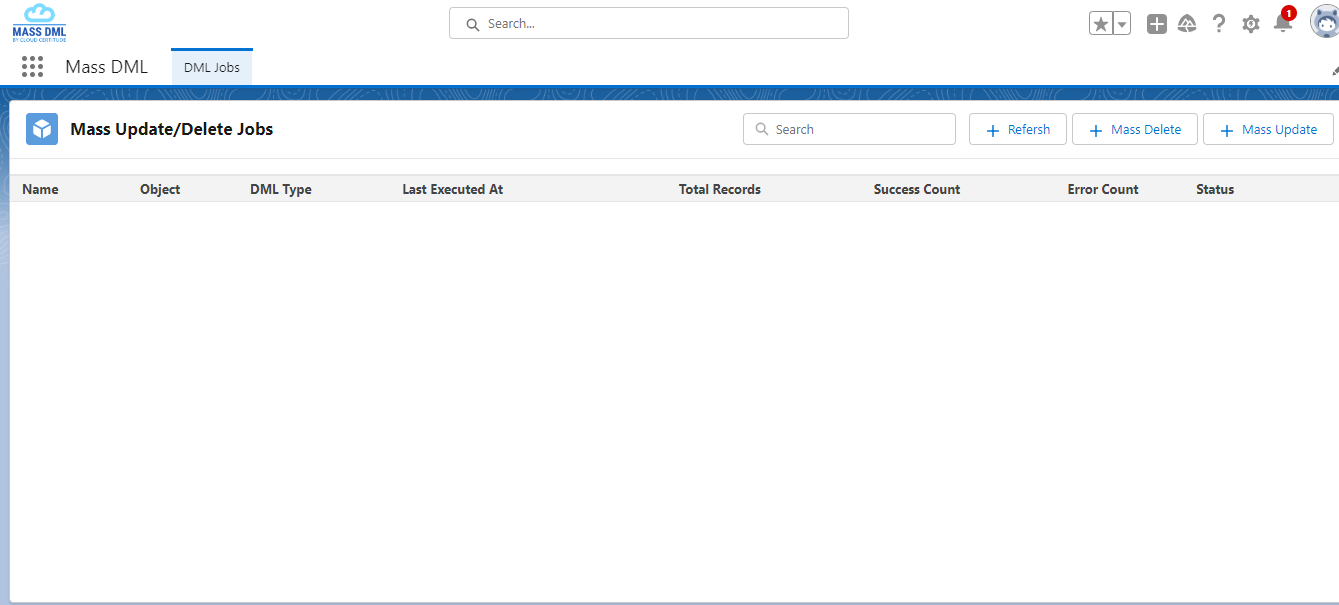 MASS DML
BY CLOUD CERTITUDE
Search...
1
Mass DML
DML Jobs
Mass Update/Delete Jobs
Search
Refersh
Mass Delete
Mass Update
Name Object DML Type Last Executed At Total Records Success Count Error Count Status